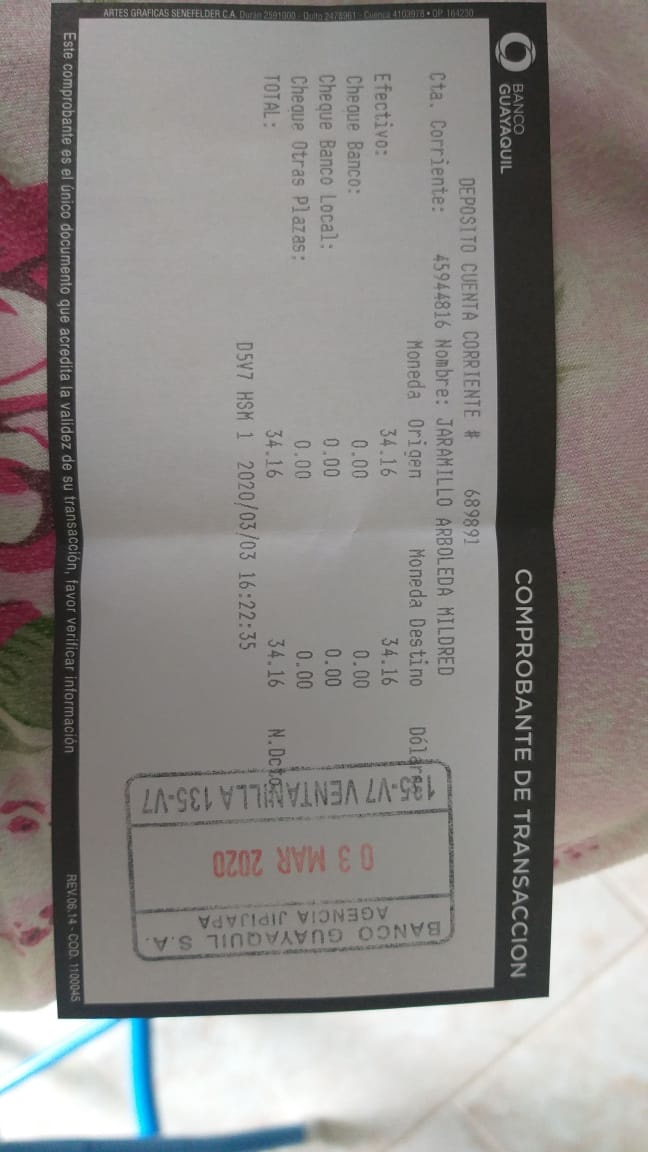 ARTES GRAFICAS SENEFELDER C.A. Durán 2591900 - Quito 2478961 - Cuenca 4103978 • OP. 164230
BANCO
GUAYAQUIL
COMPROBANTE DE TRANSACCION
DEPOSITO CUENTA CORRIENTE # 689891
Cta. Corriente: 45944816 Nombre: JARAMILLO ARBOLEDA MILDRED
Moneda Origen Moneda Destino Dólares
Efectivo: 34.16 34.16
Cheque Banco: 0.00 0.00
Cheque Banco Local: 0.00 0.00
Cheque Otras Plazas: 0.00 0.00
TOTAL: 34.16 34.16 N.Dcto
D5V7 HSM 1 2020/03/03 16:22:35
BANCO GUAYAQUIL S.A.
AGENCIA JIPIJAPA
03 MAR 2020
135-V7 VENTANILLA 135-V7
Este comprobante es el único documento que acredita la validez de su transacción, favor verificar información
REV.06.14 - COD. 1100045